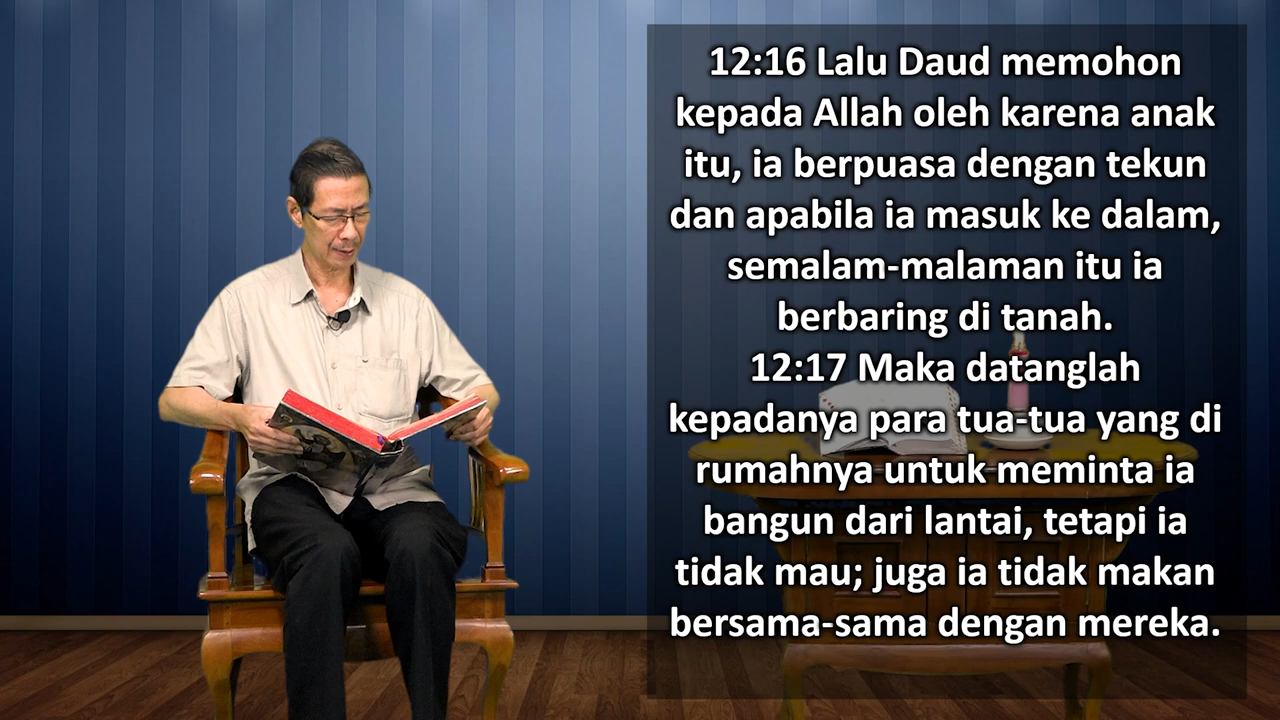 12:16 Lalu Daud memohon
kepada Allah oleh karena anak
itu, ia berpuasa dengan tekun
dan apabila ia masuk ke dalam,
semalam-malaman itu ia
berbaring di tanah.
12:17 Maka datanglah
kepadanya para tua-tua yang di
rumahnya untuk meminta ia
bangun dari lantai, tetapi ia
tidak mau; juga ia tidak makan
bersama-sama dengan mereka.